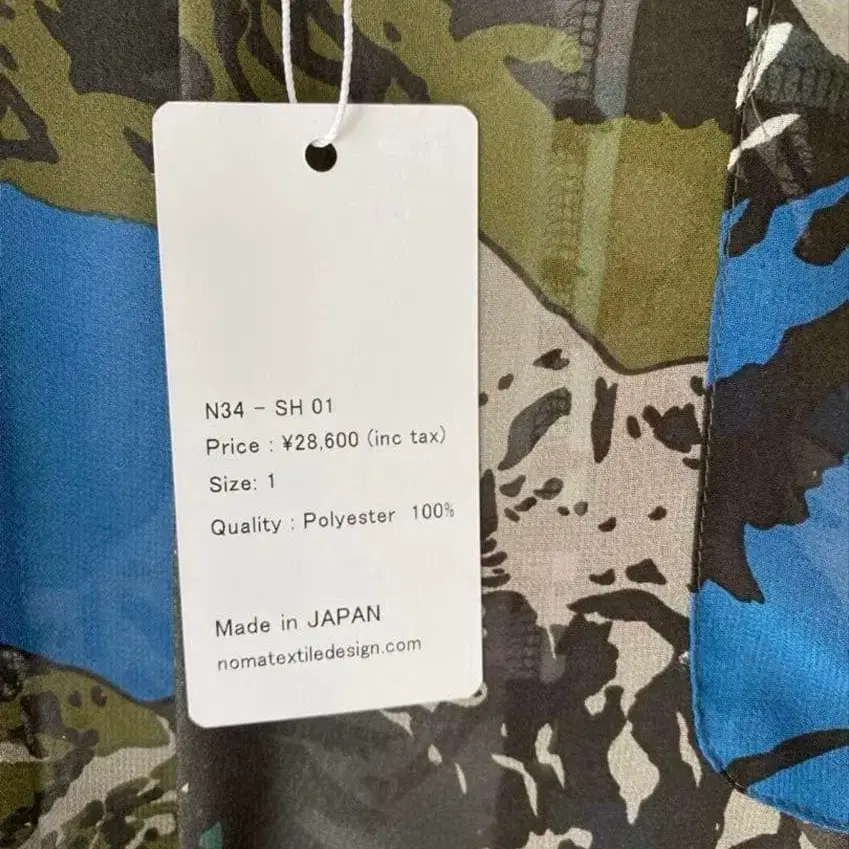 N34 - SH 01
Price : ¥28,600 (inc tax)
Size: 1
Quality : Polyester 100%
Made in JAPAN
nomatextiledesign.com